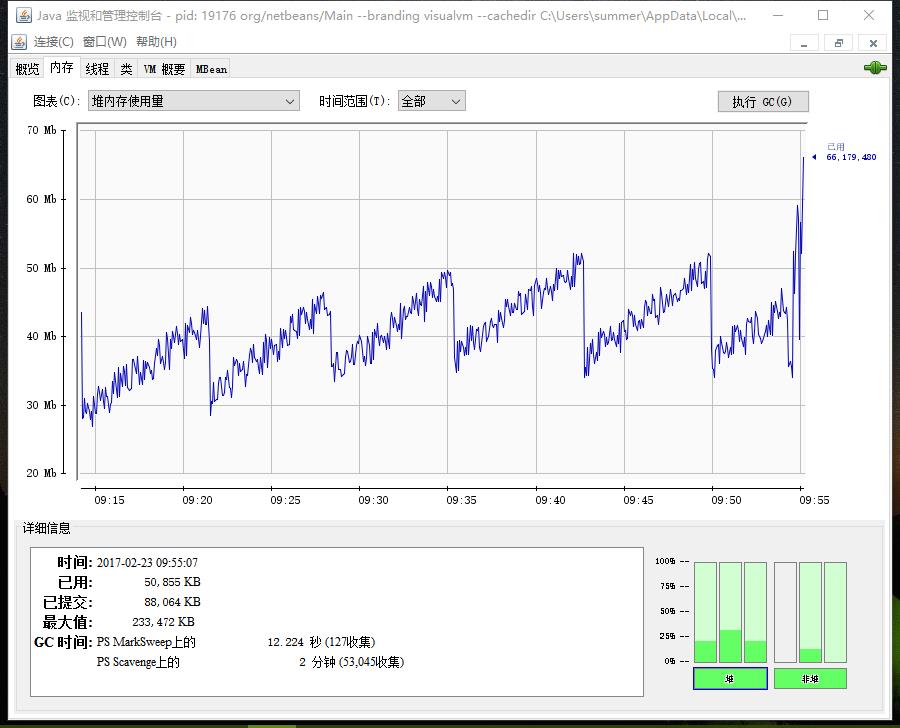 Java 监视和管理控制台 - pid: 19176 org/netbeans/Main --branding visualvm --cachedir C:\Users\summer\AppData\Local\...
连接(C) 窗口(W) 帮助(H)
概览 内存 线程 类 VM 概要 MBean
图表(C): 堆内存使用量 时间范围(T): 全部 执行 GC(G)
70 Mb
已用
66,179,480
60 Mb
50 Mb
40 Mb
30 Mb
20 Mb
09:15 09:20 09:25 09:30 09:35 09:40 09:45 09:50 09:55
详细信息
时间: 2017-02-23 09:55:07
已用: 50,855 KB
已提交: 88,064 KB
最大值: 233,472 KB
GC 时间: PS MarkSweep上的 12.224 秒 (127收集)
PS Scavenge上的 2 分钟 (53,045收集)
100% --
75% --
50% --
25% --
0% --
堆 非堆